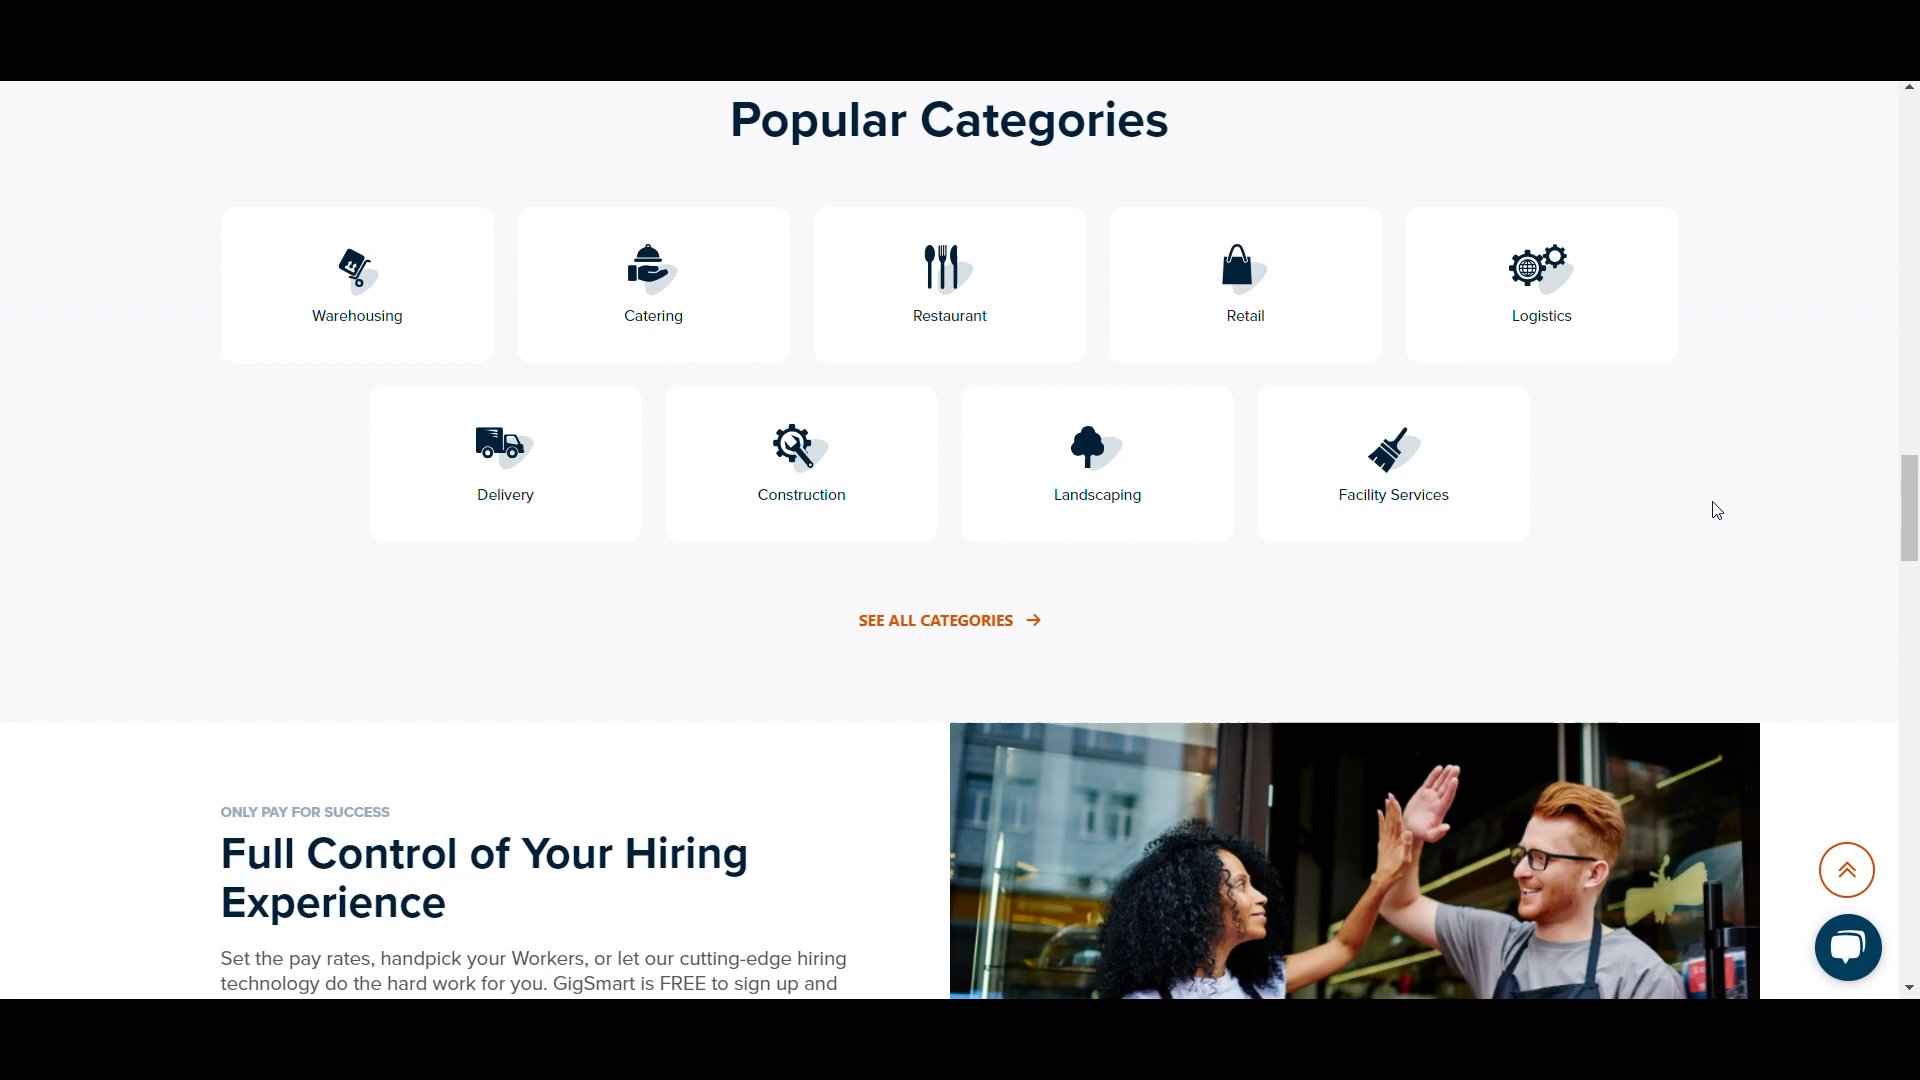 Popular Categories
Warehousing
Catering
Restaurant
Retail
Logistics
Delivery
Construction
Landscaping
Facility Services
SEE ALL CATEGORIES
ONLY PAY FOR SUCCESS
Full Control of Your Hiring
Experience
Set the pay rates, handpick your Workers, or let our cutting-edge hiring
technology do the hard work for you. GigSmart is FREE to sign up and